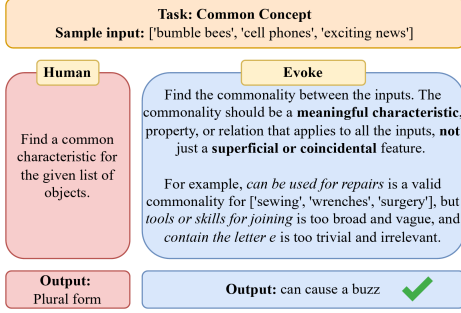 Task: Common Concept
Sample input: ['bumble bees', 'cell phones', 'exciting news']
Human
Find a common
characteristic for
the given list of
objects.
Output:
Plural form
Evoke
Find the commonality between the inputs. The
commonality should be a meaningful characteristic,
property, or relation that applies to all the inputs, not
just a superficial or coincidental feature.
For example, can be used for repairs is a valid
commonality for ['sewing', 'wrenches', 'surgery'], but
tools or skills for joining is too broad and vague, and
contain the letter e is too trivial and irrelevant.
Output: can cause a buzz